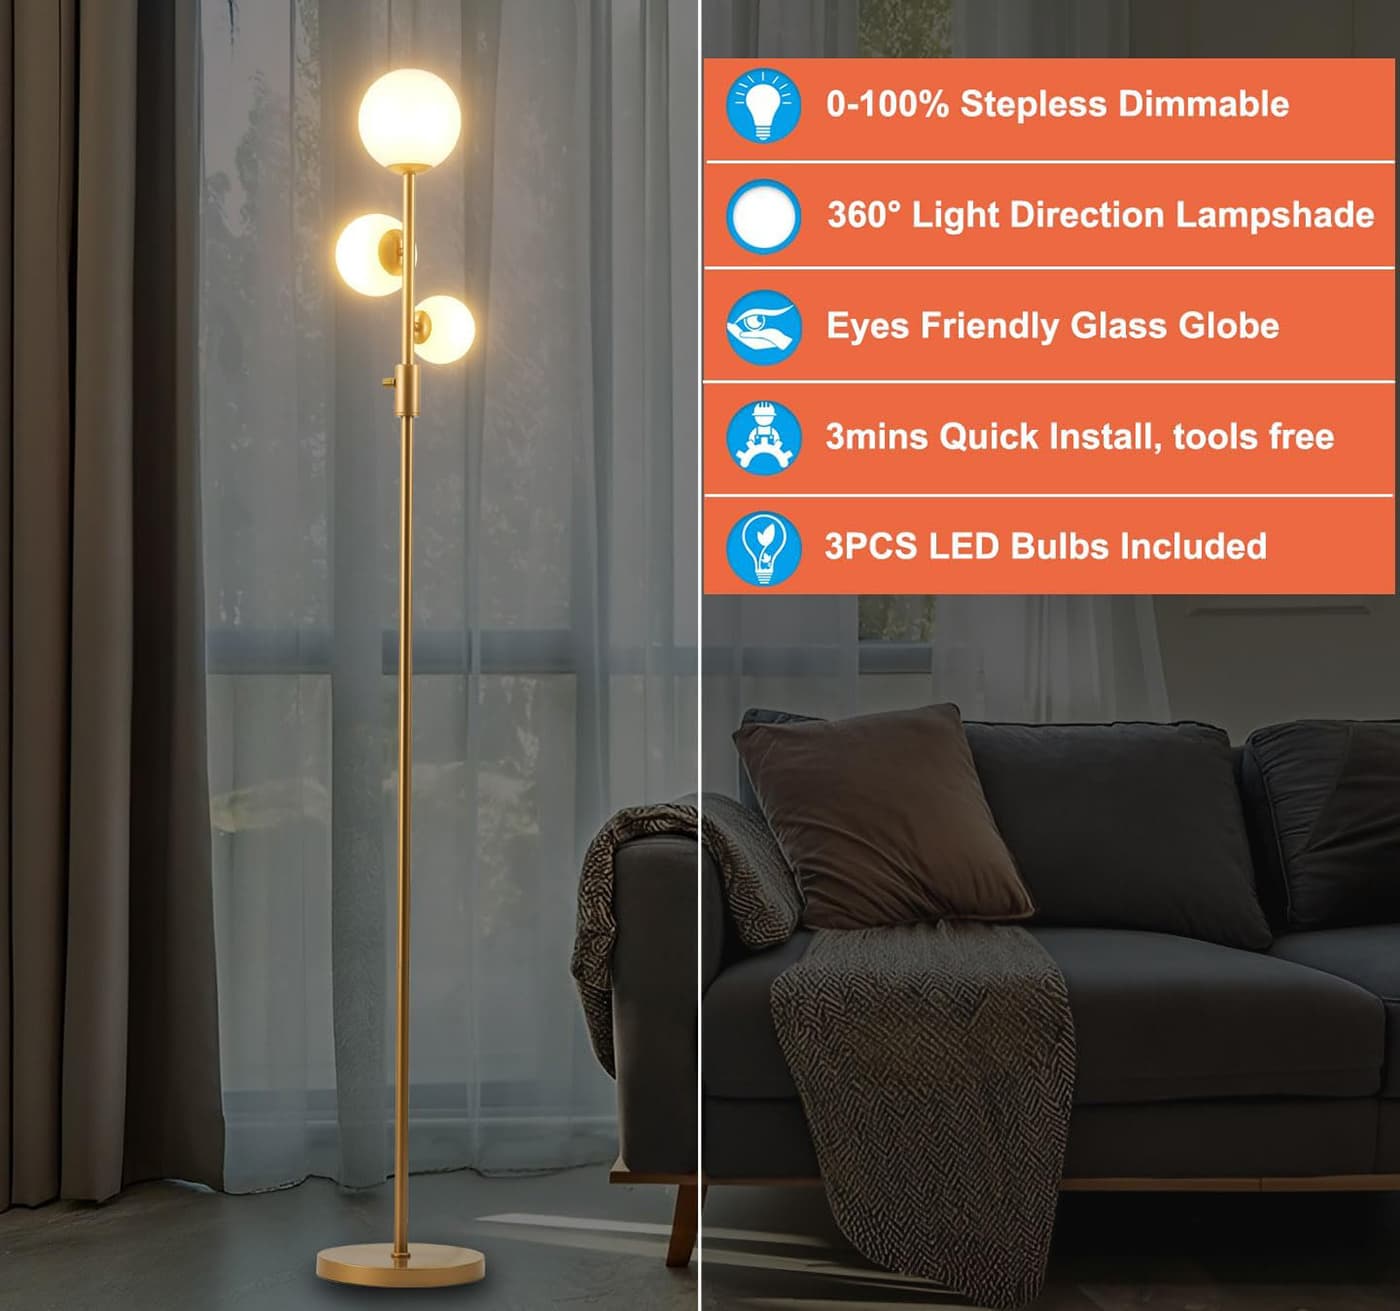 0-100% Stepless Dimmable
360° Light Direction Lampshade
Eyes Friendly Glass Globe
3mins Quick Install, tools free
3PCS LED Bulbs Included